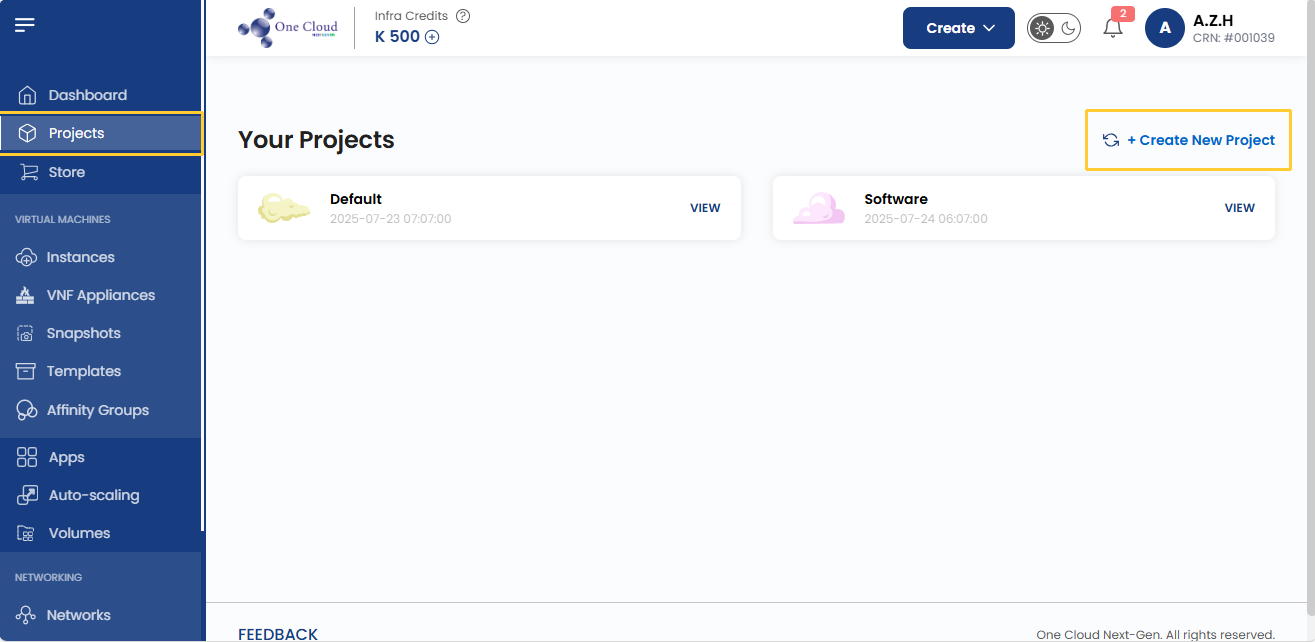 One Cloud
NEXT-GEN
Infra Credits ?
K 500
Create
2
A
A.Z.H
CRN: #001039
Dashboard
Projects
Store
VIRTUAL MACHINES
Instances
VNF Appliances
Snapshots
Templates
Affinity Groups
Apps
Auto-scaling
Volumes
NETWORKING
Networks
Your Projects
+ Create New Project
Default
2025-07-23 07:07:00
VIEW
Software
2025-07-24 06:07:00
VIEW
FEEDBACK
One Cloud Next-Gen. All rights reserved.